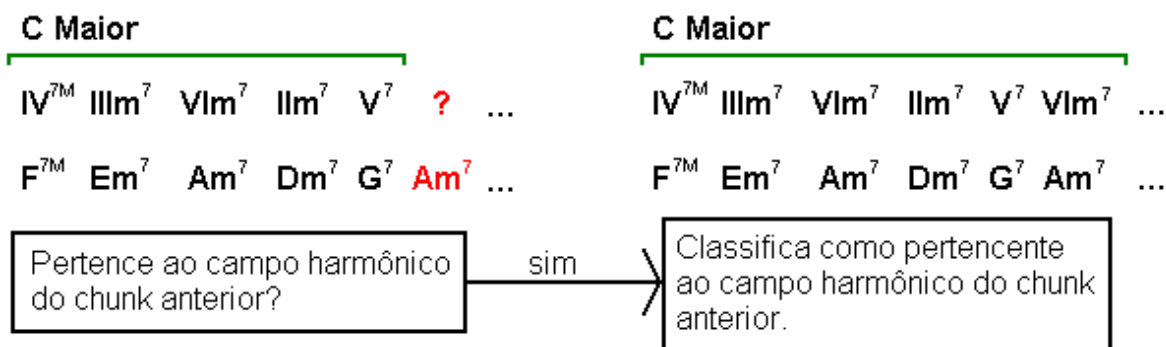 C Maior
IV7M IIIm7 VIm7 IIm7 V7 ? ...
F7M Em7 Am7 Dm7 G7 Am7 ...
Pertence ao campo harmônico
do chunk anterior?
sim
C Maior
IV7M IIIm7 VIm7 IIm7 V7 VIm7 ...
F7M Em7 Am7 Dm7 G7 Am7 ...
Classifica como pertencente
ao campo harmônico do chunk
anterior.